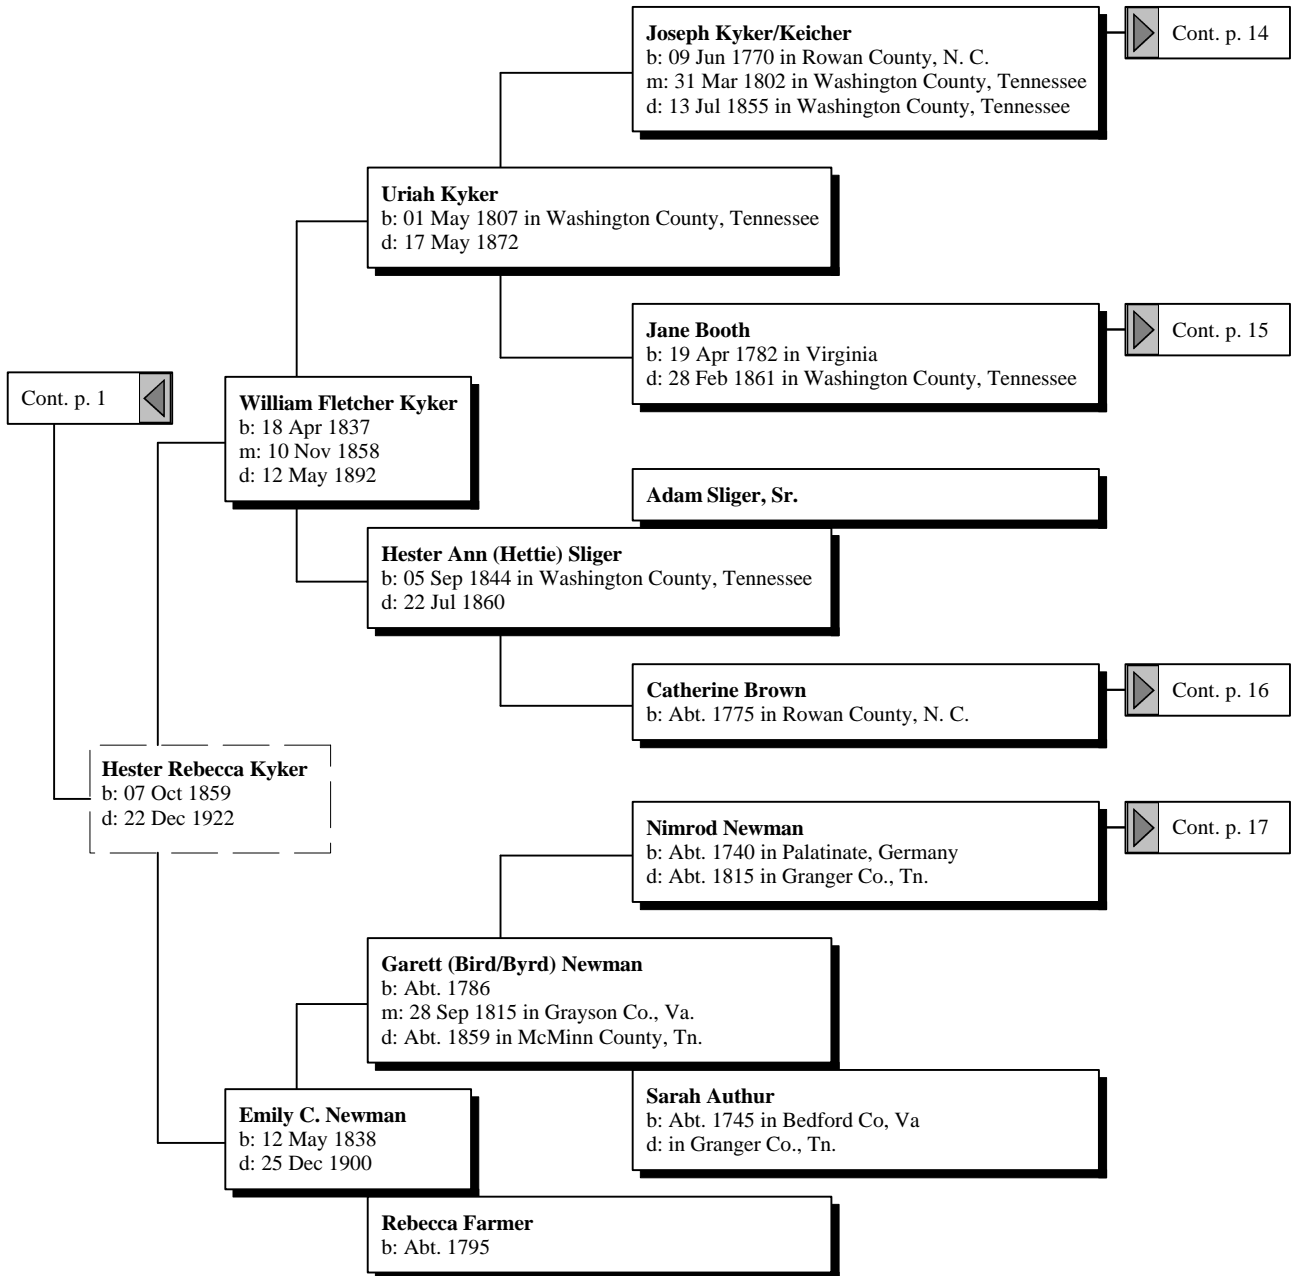 Joseph Kyker/Keicher
b: 09 Jun 1770 in Rowan County, N. C.
m: 31 Mar 1802 in Washington County, Tennessee
d: 13 Jul 1855 in Washington County, Tennessee
Cont. p. 14
Uriah Kyker
b: 01 May 1807 in Washington County, Tennessee
d: 17 May 1872
Jane Booth
b: 19 Apr 1782 in Virginia
d: 28 Feb 1861 in Washington County, Tennessee
Cont. p. 15
Cont. p. 1
William Fletcher Kyker
b: 18 Apr 1837
m: 10 Nov 1858
d: 12 May 1892
Adam Sliger, Sr.
Hester Ann (Hettie) Sliger
b: 05 Sep 1844 in Washington County, Tennessee
d: 22 Jul 1860
Catherine Brown
b: Abt. 1775 in Rowan County, N. C.
Cont. p. 16
Hester Rebecca Kyker
b: 07 Oct 1859
d: 22 Dec 1922
Nimrod Newman
b: Abt. 1740 in Palatinate, Germany
d: Abt. 1815 in Granger Co., Tn.
Cont. p. 17
Garett (Bird/Byrd) Newman
b: Abt. 1786
m: 28 Sep 1815 in Grayson Co., Va.
d: Abt. 1859 in McMinn County, Tn.
Sarah Authur
b: Abt. 1745 in Bedford Co, Va
d: in Granger Co., Tn.
Emily C. Newman
b: 12 May 1838
d: 25 Dec 1900
Rebecca Farmer
b: Abt. 1795